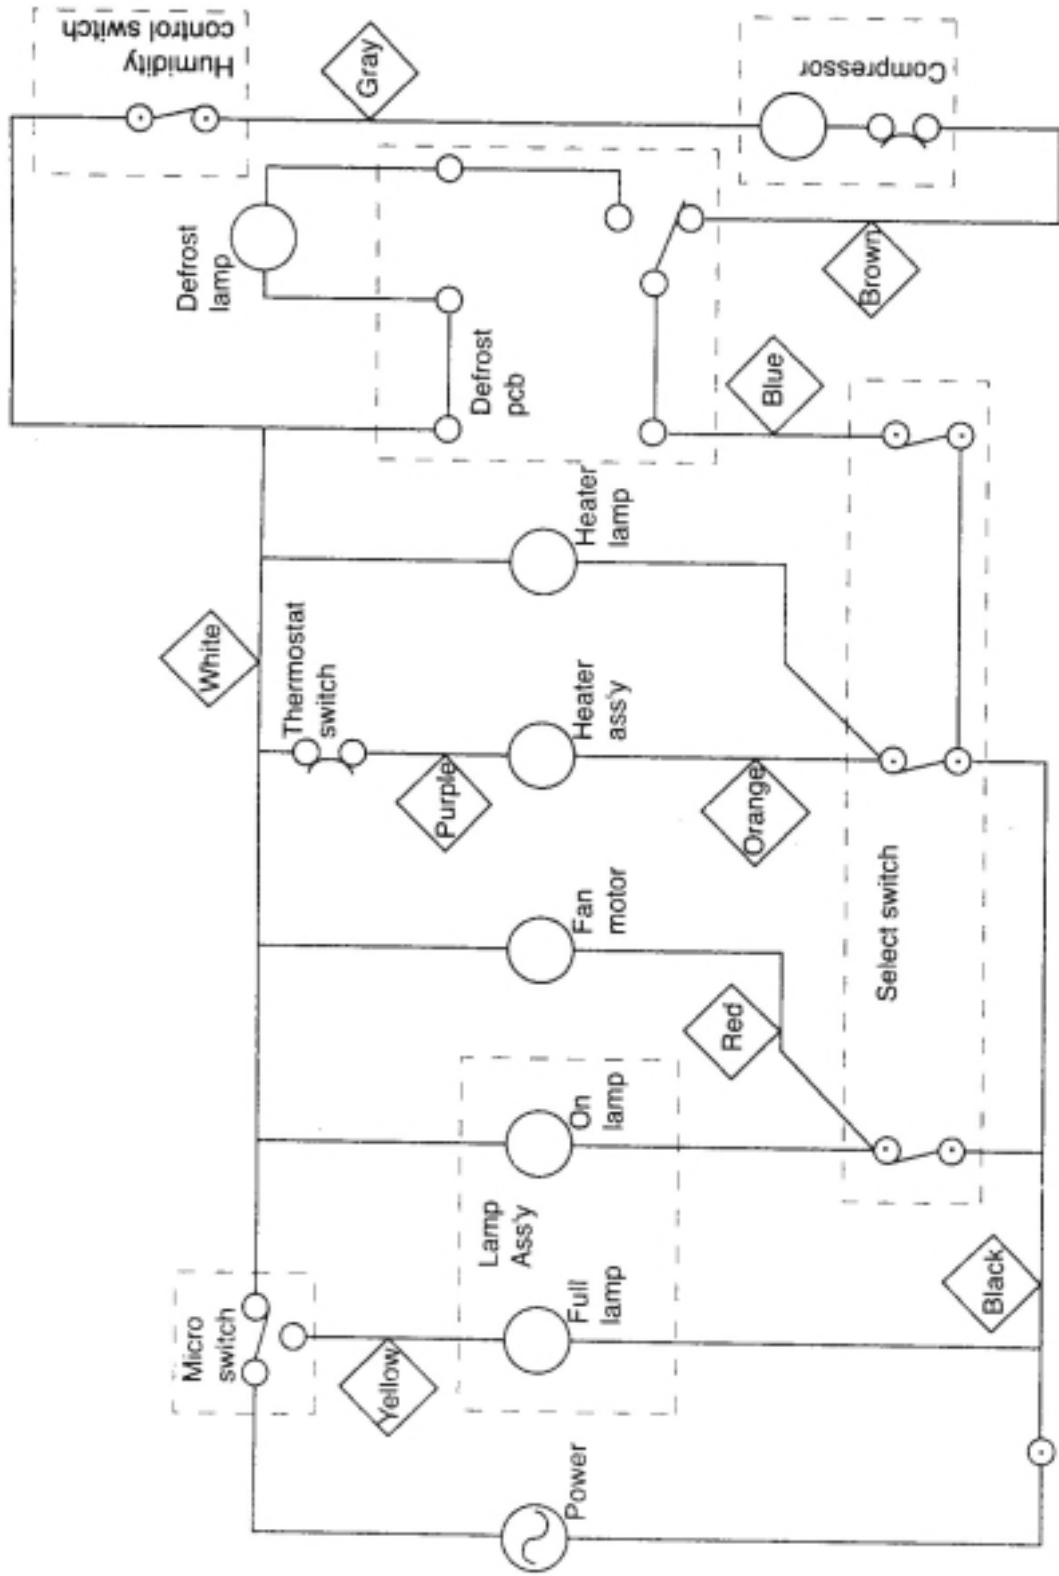 Humidity
control switch
Gray
Compressor
Defrost
lamp
Defrost
pcb
Brown
Blue
Heater
lamp
White
Thermostat
switch
Heater
ass'y
Purple
Orange
Fan
motor
Select switch
Red
On
lamp
Lamp
Ass'y
Full
lamp
Micro
switch
Yellow
Black
Power